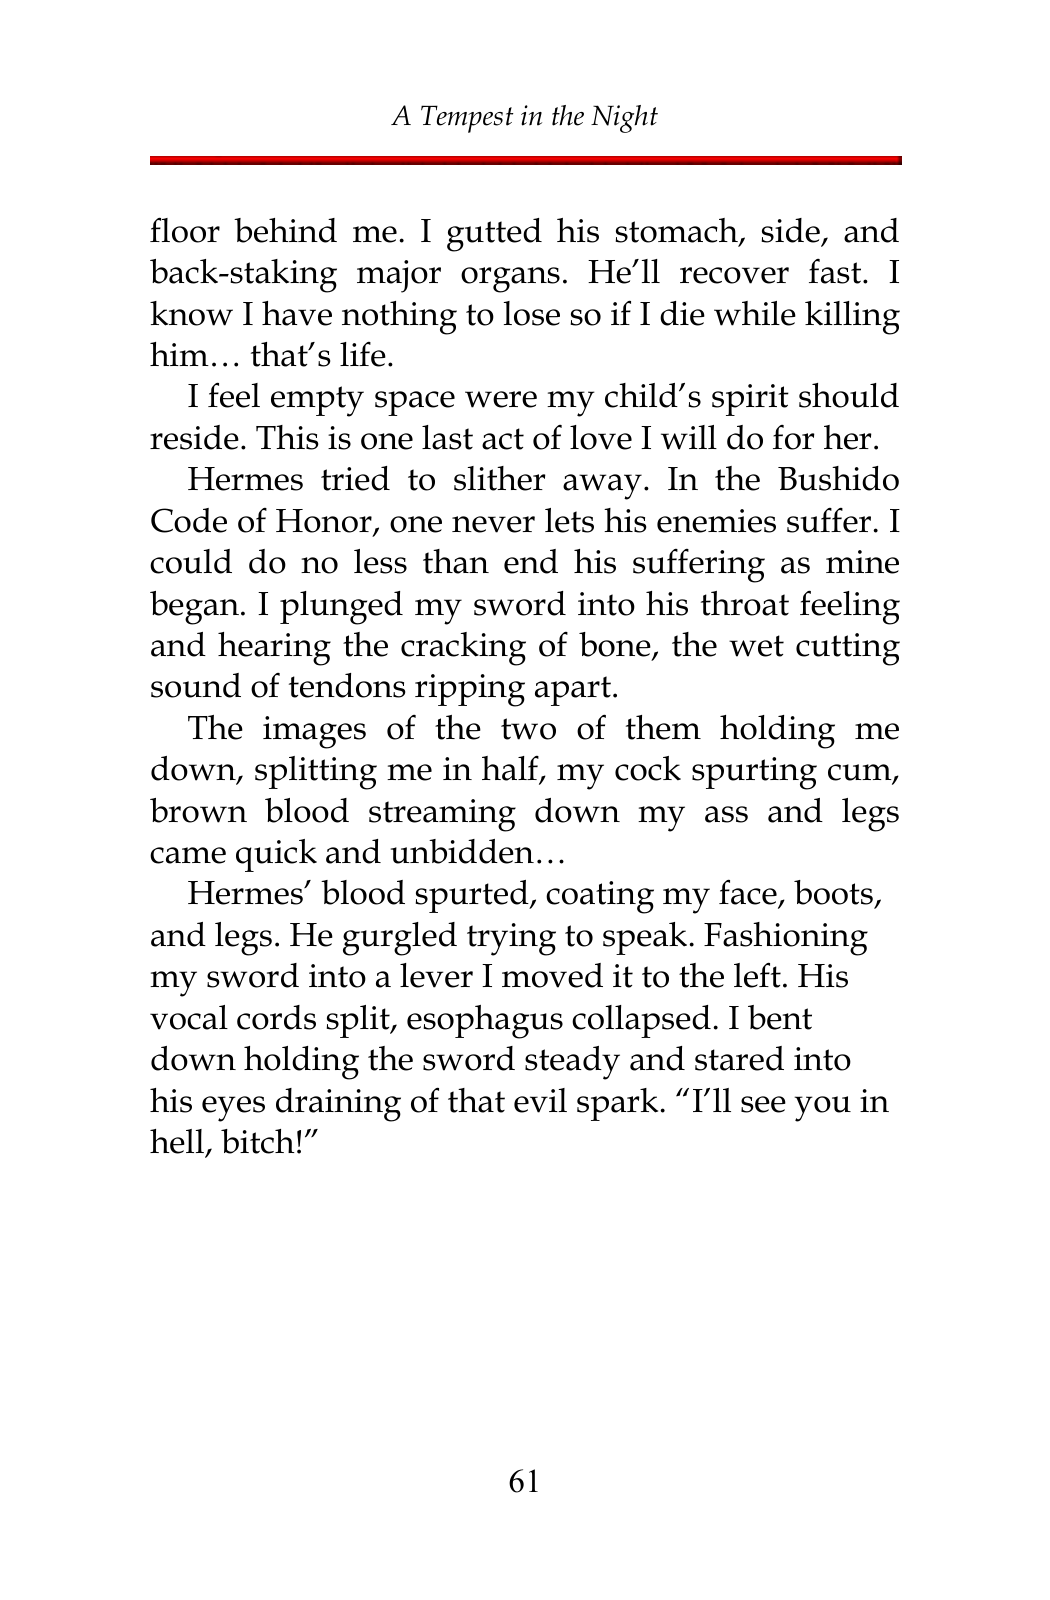 A Tempest in the Night
floor behind me. I gutted his stomach, side, and
back-staking major organs. He’ll recover fast. I
know I have nothing to lose so if I die while killing
him… that’s life.
I feel empty space were my child’s spirit should
reside. This is one last act of love I will do for her.
Hermes tried to slither away. In the Bushido
Code of Honor, one never lets his enemies suffer. I
could do no less than end his suffering as mine
began. I plunged my sword into his throat feeling
and hearing the cracking of bone, the wet cutting
sound of tendons ripping apart.
The images of the two of them holding me
down, splitting me in half, my cock spurting cum,
brown blood streaming down my ass and legs
came quick and unbidden…
Hermes’ blood spurted, coating my face, boots,
and legs. He gurgled trying to speak. Fashioning
my sword into a lever I moved it to the left. His
vocal cords split, esophagus collapsed. I bent
down holding the sword steady and stared into
his eyes draining of that evil spark. “I’ll see you in
hell, bitch!”
61